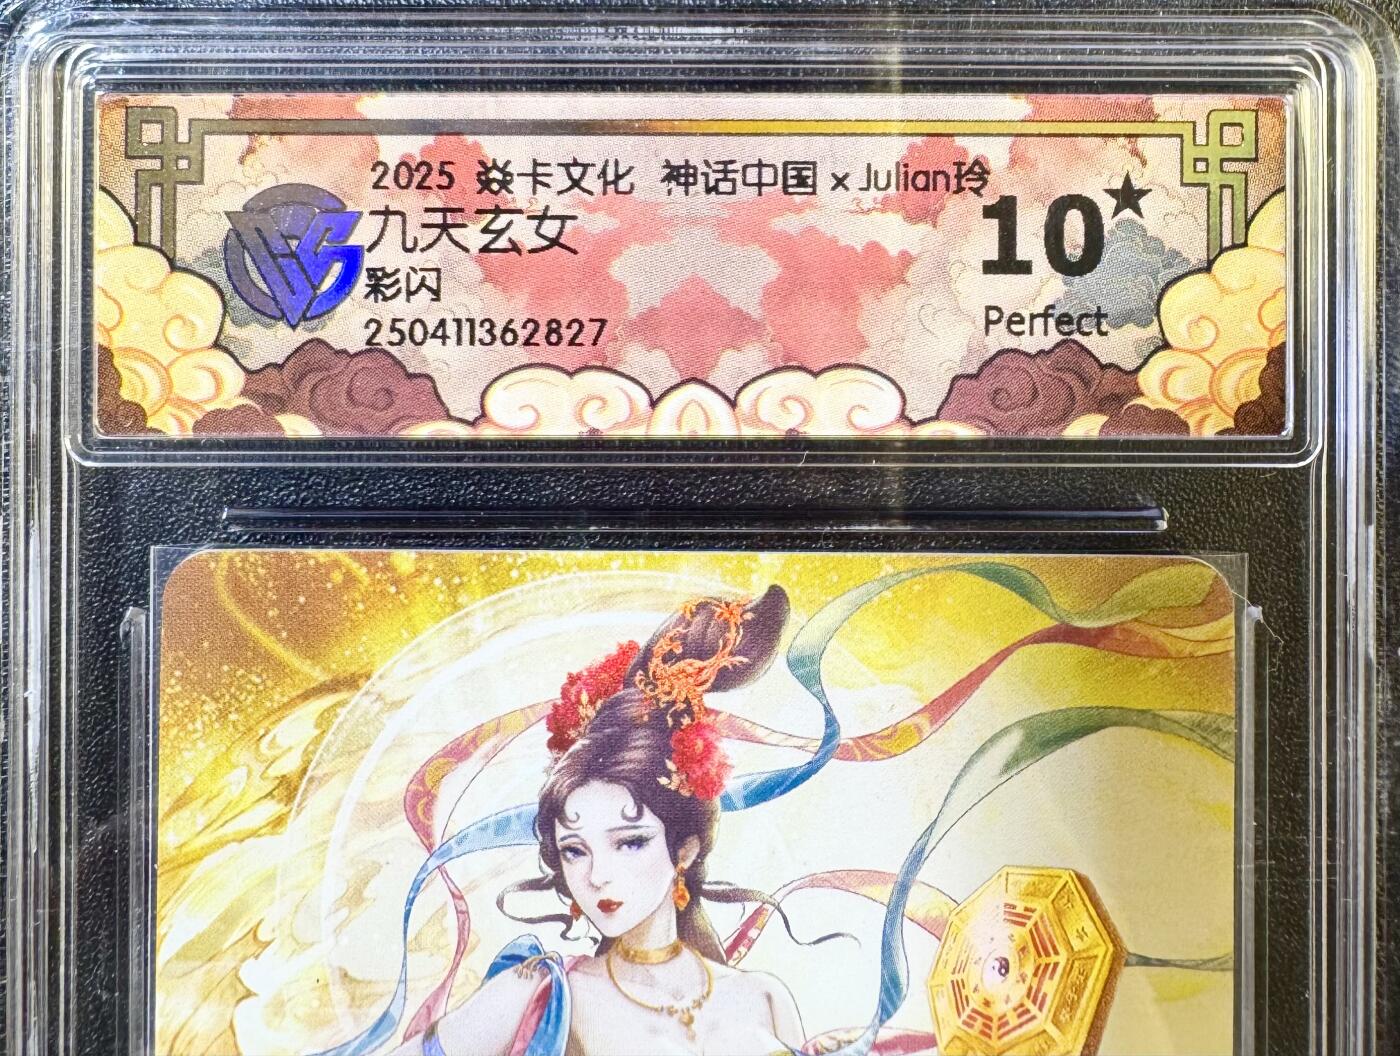 2025 焱卡文化 神话中国 x Julian玲
九天玄女
彩闪
250411362827
10★
Perfect